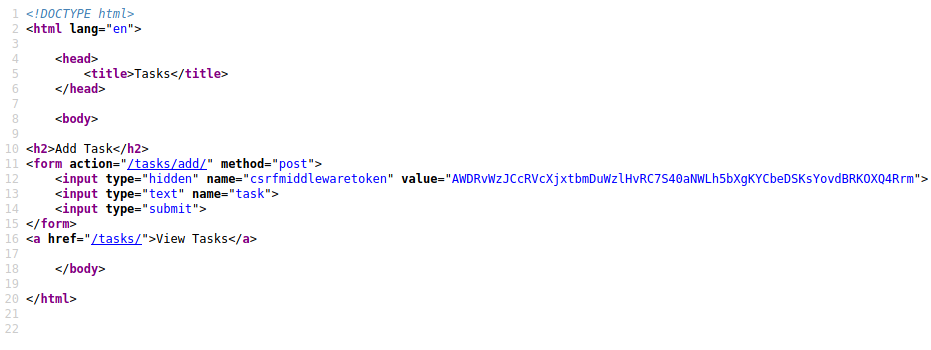 1 <!DOCTYPE html>
2 <html lang="en">
3
4     <head>
5         <title>Tasks</title>
6     </head>
7
8     <body>
9
10 <h2>Add Task</h2>
11 <form action="/tasks/add/" method="post">
12     <input type="hidden" name="csrfmiddlewaretoken" value="AWDRvWzJCcRVcXjxtbmDuWzlHvRC7S40aNWLh5bXgKYCbeDSKsYovdBRKOXQ4Rrm">
13     <input type="text" name="task">
14     <input type="submit">
15 </form>
16 <a href="/tasks/">View Tasks</a>
17
18     </body>
19
20 </html>
21
22